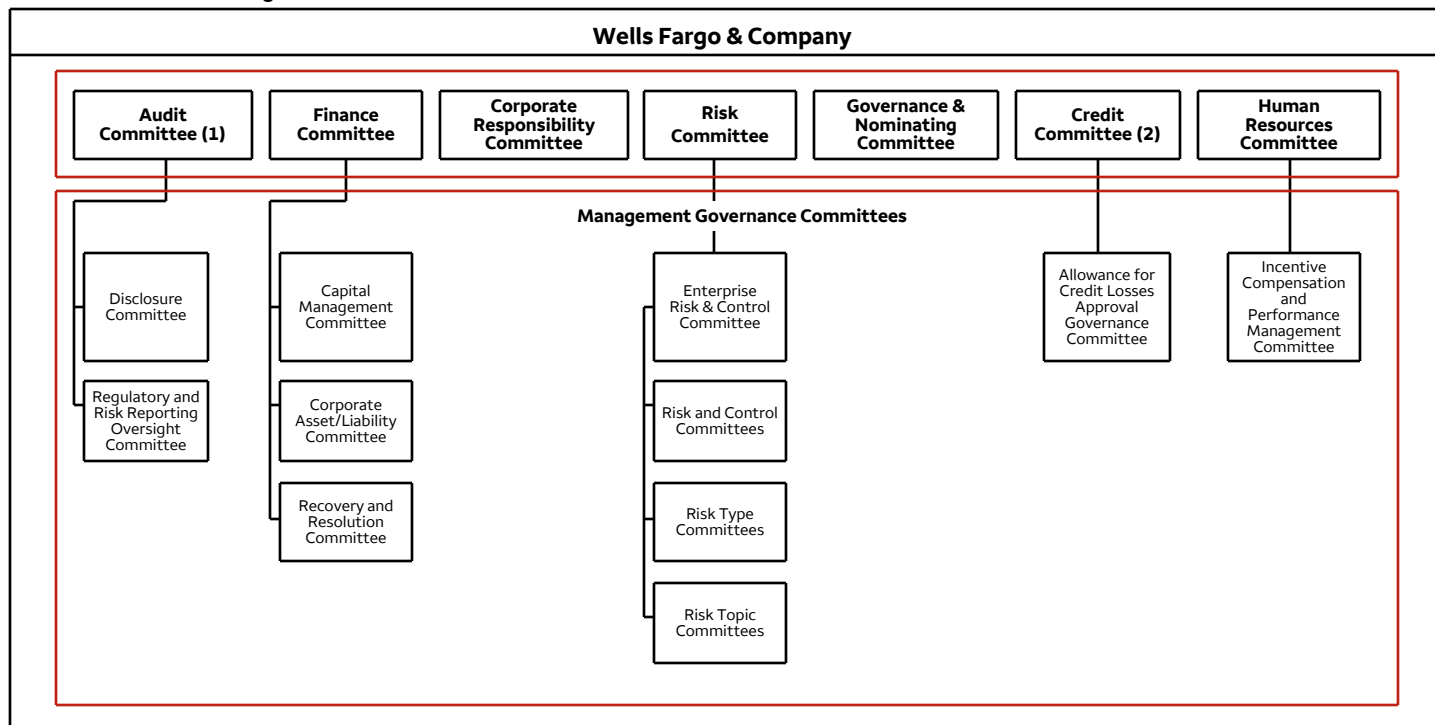 Wells Fargo & Company
Audit
Committee (1)
Finance
Committee
Corporate
Responsibility
Committee
Risk
Committee
Governance &
Nominating
Committee
Credit
Committee (2)
Human
Resources
Committee
Management Governance Committees
Disclosure
Committee
Regulatory and
Risk Reporting
Oversight
Committee
Capital
Management
Committee
Corporate
Asset/Liability
Committee
Recovery and
Resolution
Committee
Enterprise
Risk & Control
Committee
Risk and Control
Committees
Risk Type
Committees
Risk Topic
Committees
Allowance for
Credit Losses
Approval
Governance
Committee
Incentive
Compensation
and
Performance
Management
Committee